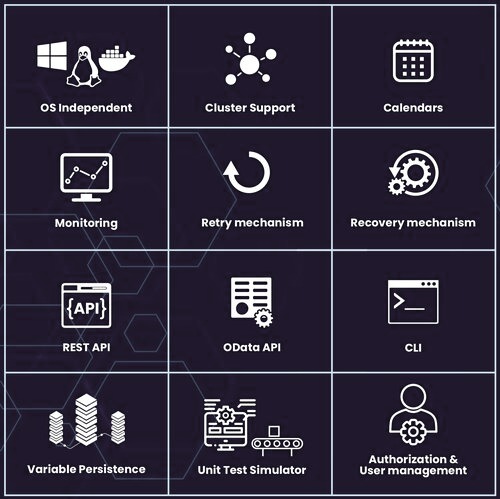 OS Independent
Cluster Support
Calendars
Monitoring
Retry mechanism
Recovery mechanism
{API}
REST API
OData API
CLI
Variable Persistence
Unit Test Simulator
Authorization &
User management